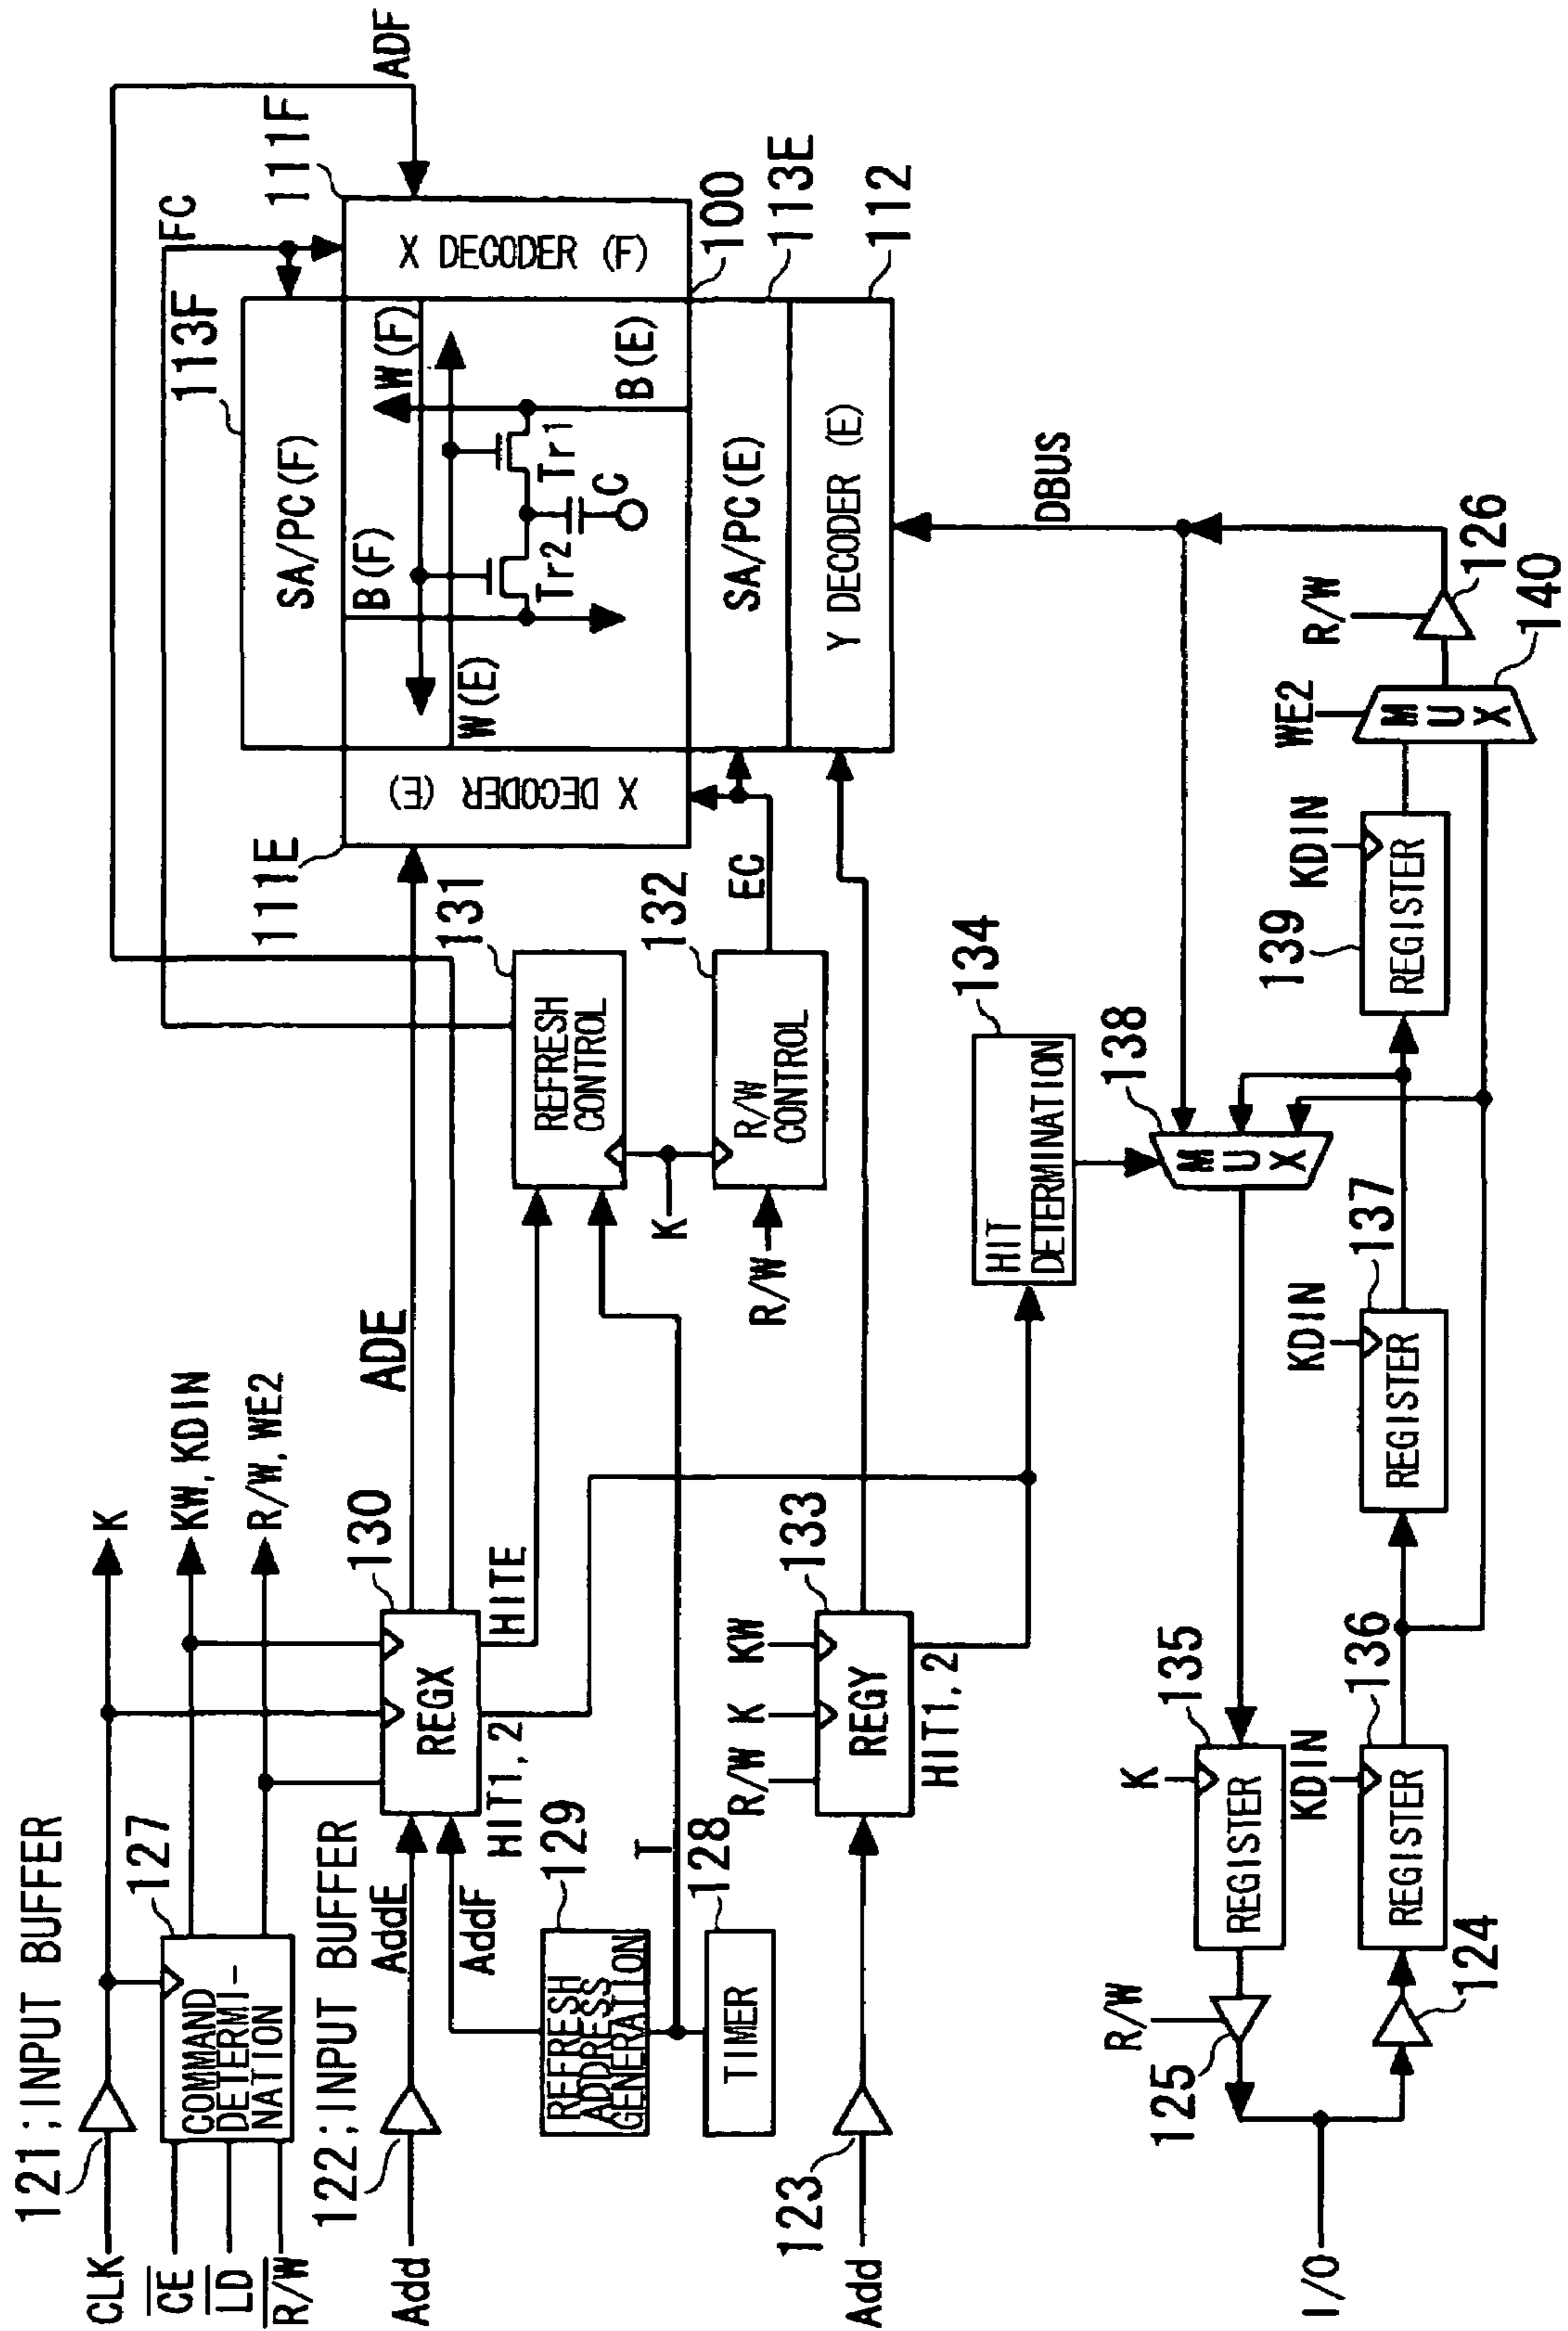 121;INPUT BUFFER
CLK
K
CE
LD
R/W
COMMAND
DETERMI-
NATION
127
KW,KDIN
R/W,WE2
122;INPUT BUFFER
Add
AddE
AddF
REGX
130
ADE
HITE
HIT1,2
REFRESH
ADDRESS
GENERATION
129
T
TIMER
128
123
Add
REGY
133
R/W
K
KW
HIT1,2
REFRESH
CONTROL
131
K
R/W
CONTROL
132
R/W
EC
FC
ADF
113F
SA/PC(F)
111F
X DECODER (F)
111E
X DECODER (E)
100
W(F)
W(E)
B(F)
B(E)
Tr1
Tr2
C
SA/PC(E)
113E
Y DECODER (E)
112
DBUS
HIT
DETERMINATION
134
MUX
138
I/O
125
R/W
REGISTER
135
K
124
REGISTER
136
KDIN
REGISTER
137
KDIN
REGISTER
139
KDIN
MUX
140
WE2
126
R/W